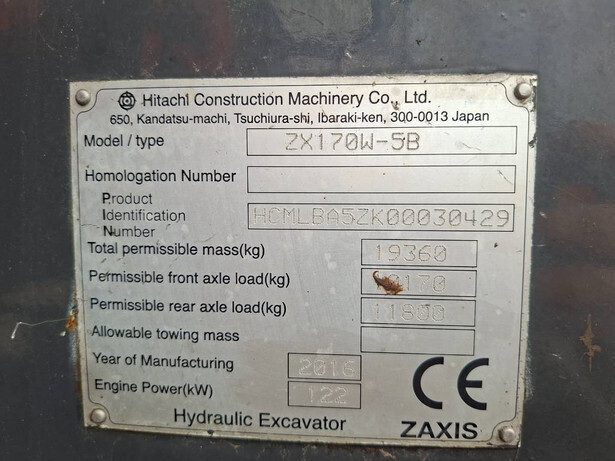 Hitachi Construction Machinery Co., Ltd.
650, Kandatsu-machi, Tsuchiura-shi, Ibaraki-ken, 300-0013 Japan
Model / type ZX170W-5B
Homologation Number
Product
Identification HCMLBA5ZK00030429
Number
Total permissible mass(kg) 19360
Permissible front axle load(kg)
Permissible rear axle load(kg) 11800
Allowable towing mass
Year of Manufacturing 2016
Engine Power(kW) 122
CE
Hydraulic Excavator ZAXIS